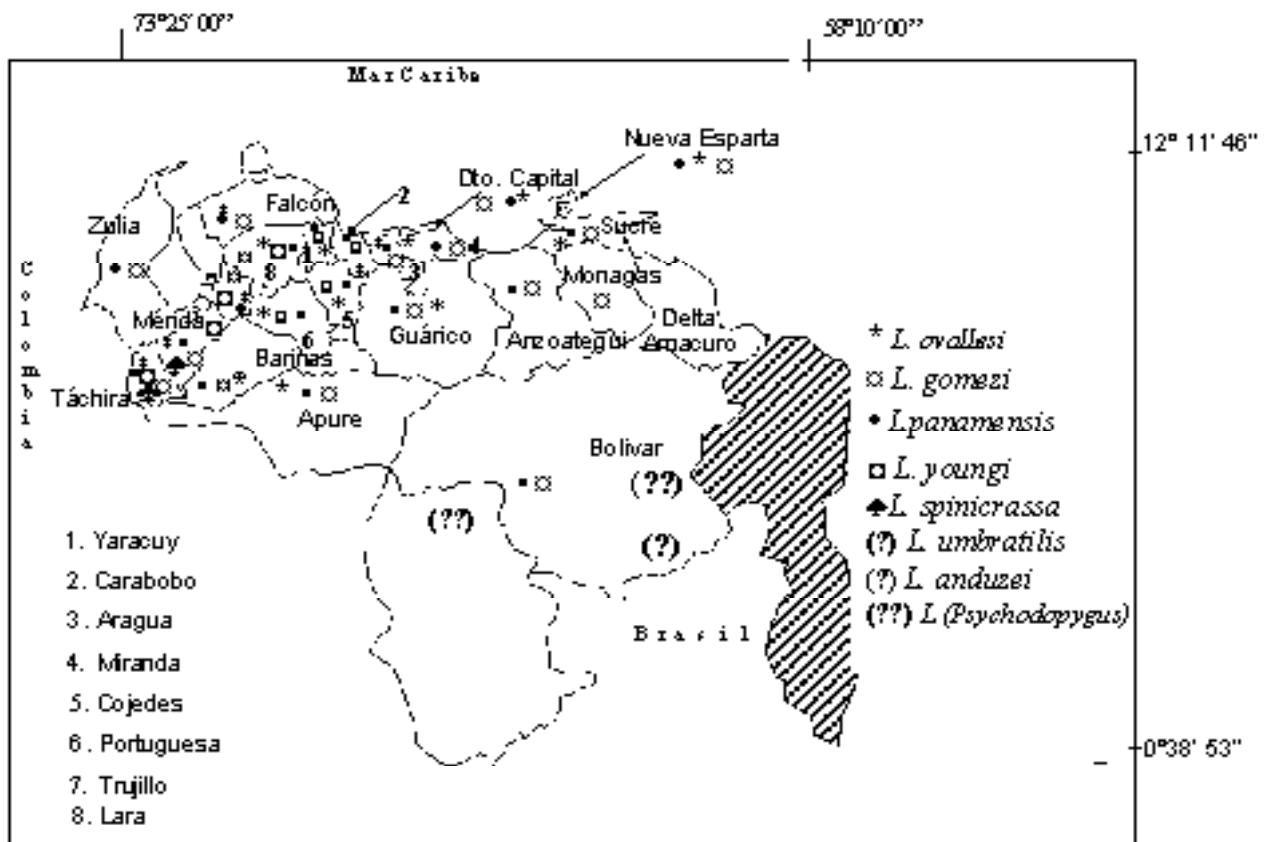 73°25´00”
58°10´00”
Mar Caribe
Nueva Esparta
12° 11´46”
Dto. Capital
2
Falcón
Zulia
Sucre
1
4
8
3
Monagas
Colombia
Mérida
5
Guárico
Delta
Anzoategui
Amacuro
6
Barinas
Táchira
Apure
Bolívar
(??)
(??)
(?)
Brasil
* L. ovallesi
L. gomezi
L panamensis
L. youngi
L spinicrassa
(?) L. umbratilis
(?) L. anduzei
(??) L (Psychodopygus)
1. Yaracuy
2. Carabobo
3. Aragua
4. Miranda
5. Cojedes
6. Portuguesa
7. Trujillo
8. Lara
0°38´ 53”